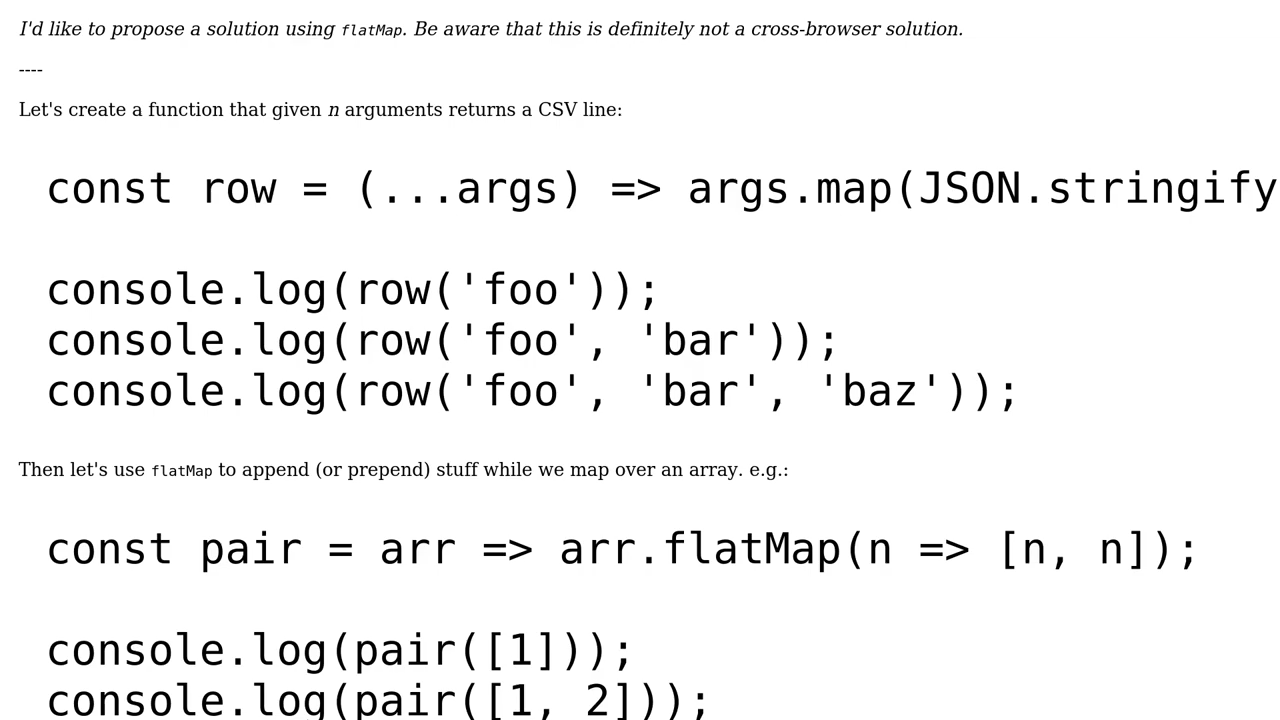 I'd like to propose a solution using flatMap. Be aware that this is definitely not a cross-browser solution.
----
Let's create a function that given n arguments returns a CSV line:
const row = (...args) => args.map(JSON.stringify
console.log(row('foo'));
console.log(row('foo', 'bar'));
console.log(row('foo', 'bar', 'baz'));
Then let's use flatMap to append (or prepend) stuff while we map over an array. e.g.:
const pair = arr => arr.flatMap(n => [n, n]);
console.log(pair([1]));
console.log(pair([1, 2]));